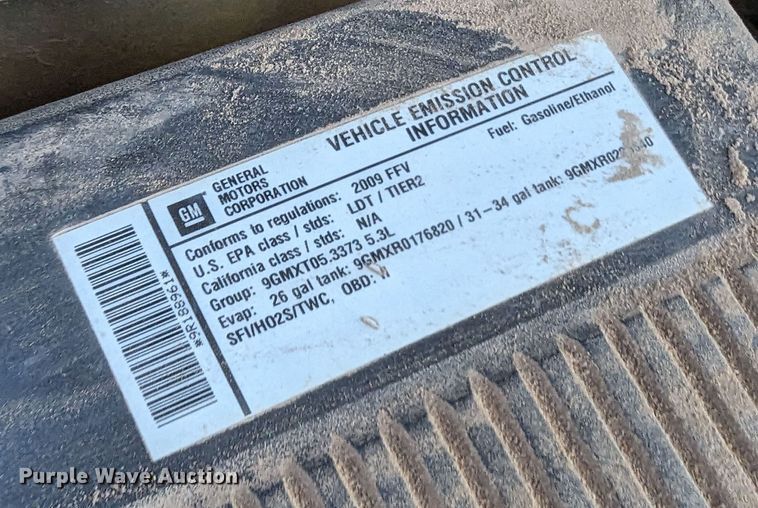 GM
GENERAL
MOTORS
CORPORATION
VEHICLE EMISSION CONTROL
INFORMATION
Conforms to regulations: 2009 FFV
Fuel: Gasoline/Ethanol
U.S. EPA class / stds: LDT / TIER2
California class / stds: N/A
Group: 9GMXT05.3373 5.3L
Evap: 26 gal tank: 9GMXR0176820 / 31-34 gal tank:
SFI/HO2S/TWC, OBD:
*9R188961*
Purple Wave Auction